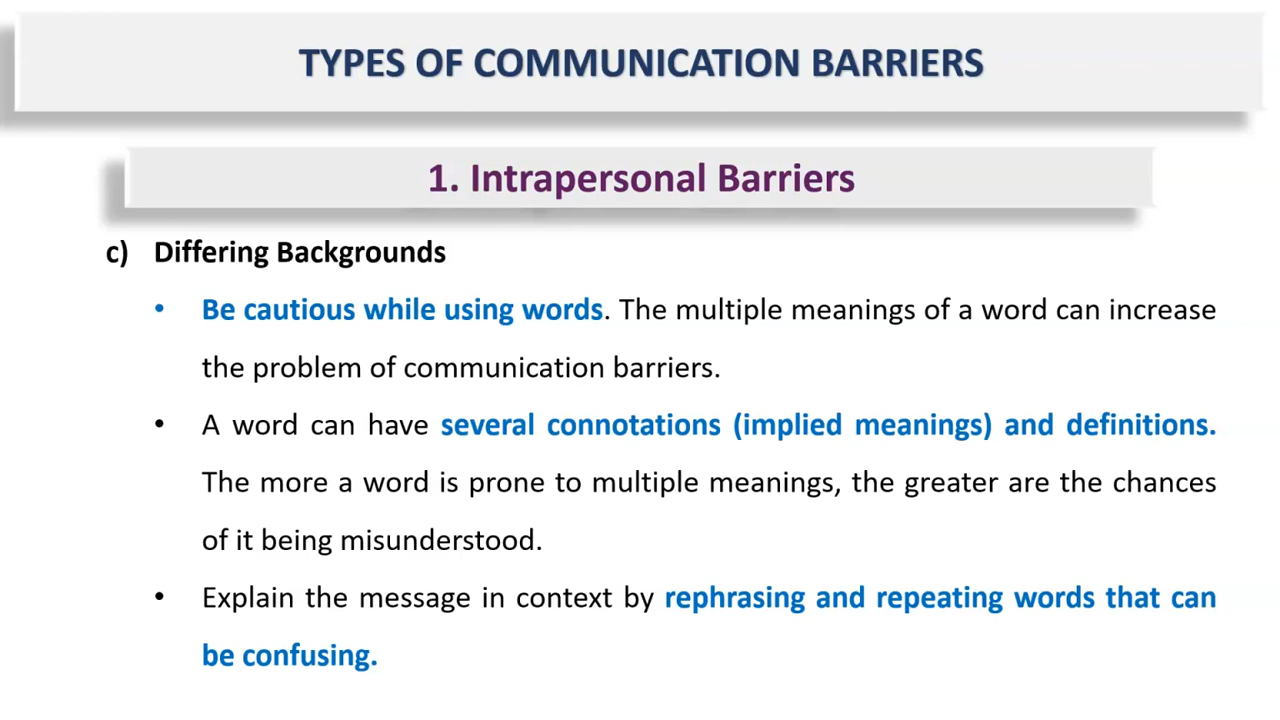 TYPES OF COMMUNICATION BARRIERS
1. Intrapersonal Barriers
c) Differing Backgrounds
• Be cautious while using words. The multiple meanings of a word can increase
the problem of communication barriers.
• A word can have several connotations (implied meanings) and definitions.
The more a word is prone to multiple meanings, the greater are the chances
of it being misunderstood.
• Explain the message in context by rephrasing and repeating words that can
be confusing.